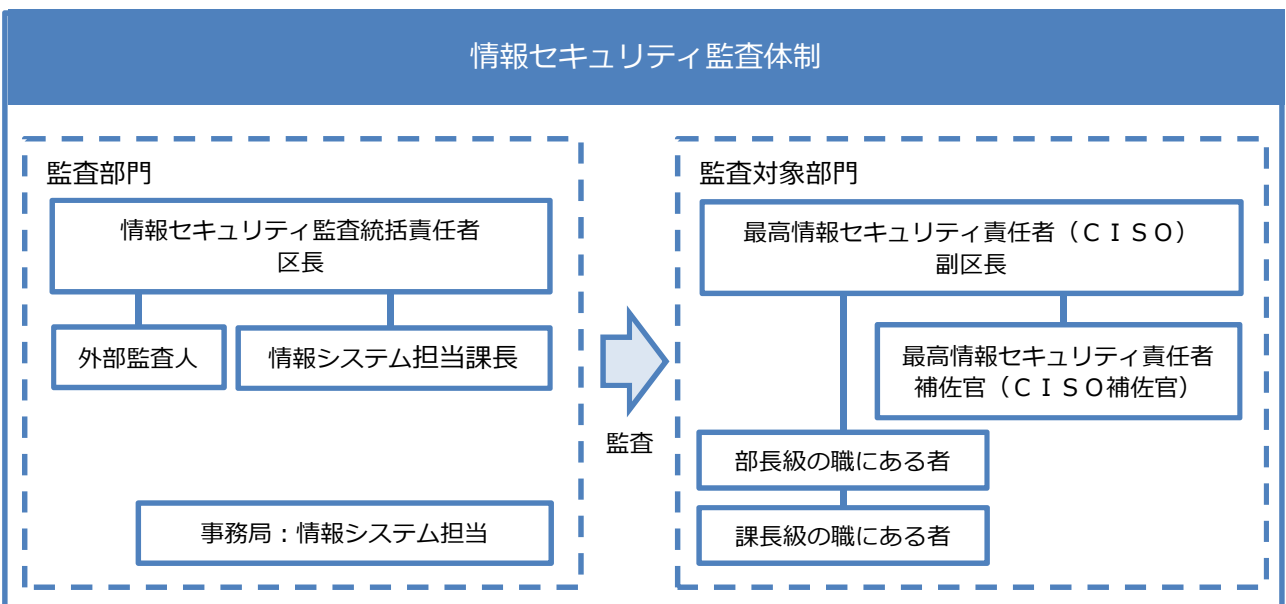 情報セキュリティ監査体制
監査部門
情報セキュリティ監査統括責任者
区長
外部監査人
情報システム担当課長
事務局：情報システム担当
監査
監査対象部門
最高情報セキュリティ責任者（ＣＩＳＯ）
副区長
最高情報セキュリティ責任者
補佐官（ＣＩＳＯ補佐官）
部長級の職にある者
課長級の職にある者